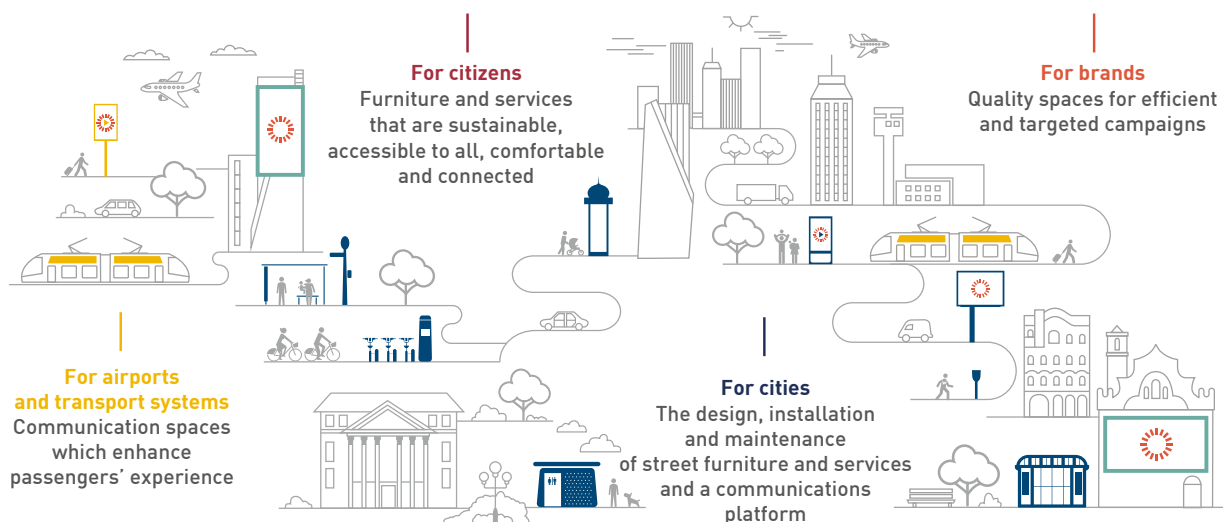 For citizens
Furniture and services
that are sustainable,
accessible to all, comfortable
and connected
For brands
Quality spaces for efficient
and targeted campaigns
For airports
and transport systems
Communication spaces
which enhance
passengers’ experience
For cities
The design, installation
and maintenance
of street furniture and services
and a communications
platform